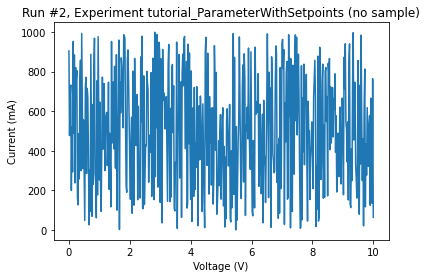 Run #2, Experiment tutorial_ParameterWithSetpoints (no sample)
1000
800
600
400
200
0
Current (mA)
0 2 4 6 8 10
Voltage (V)